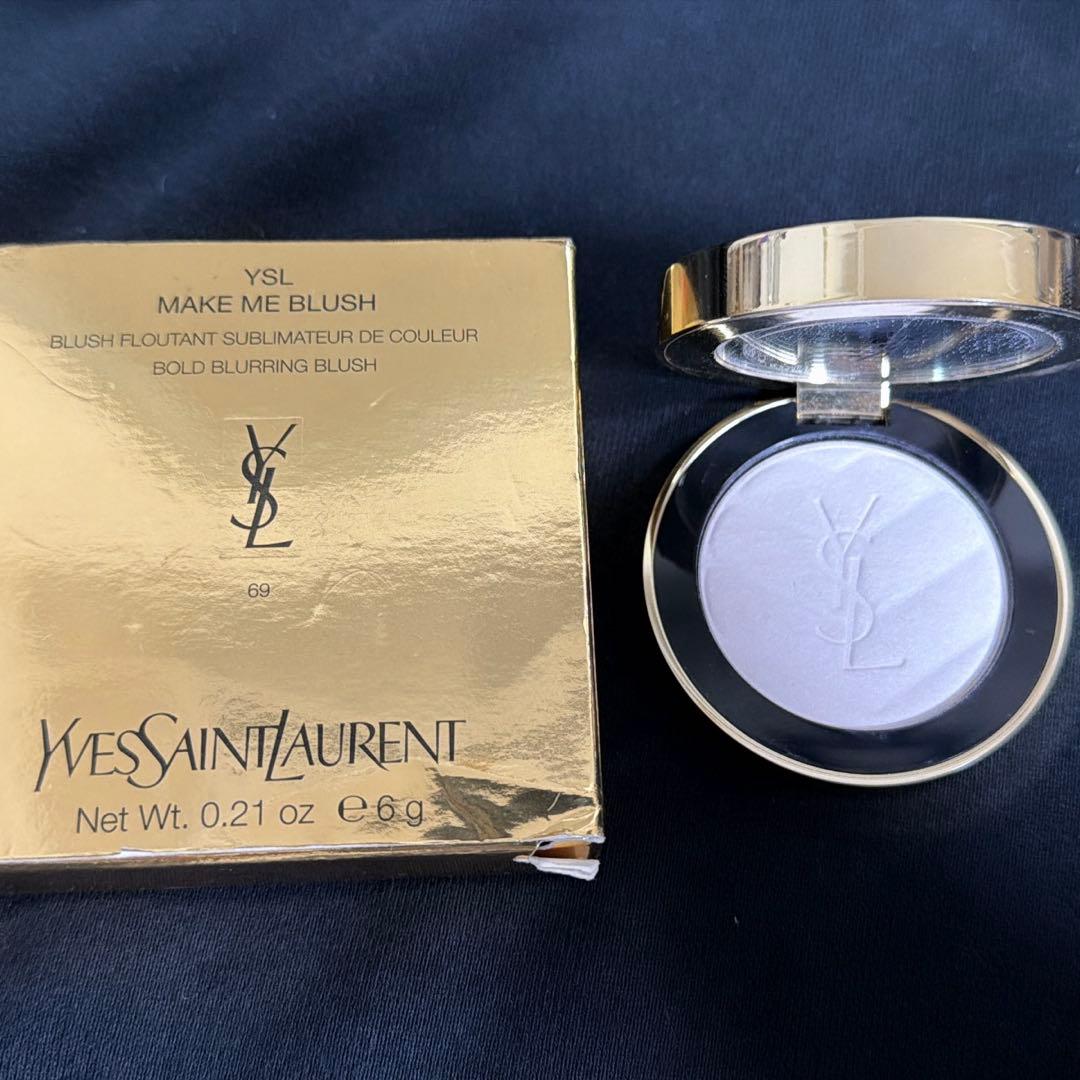 YSL
MAKE ME BLUSH
BLUSH FLOUTANT SUBLIMATEUR DE COULEUR
BOLD BLURRING BLUSH
YSL
69
YVESSAINTLAURENT
Net Wt. 0.21 oz ℮ 6 g
YSL